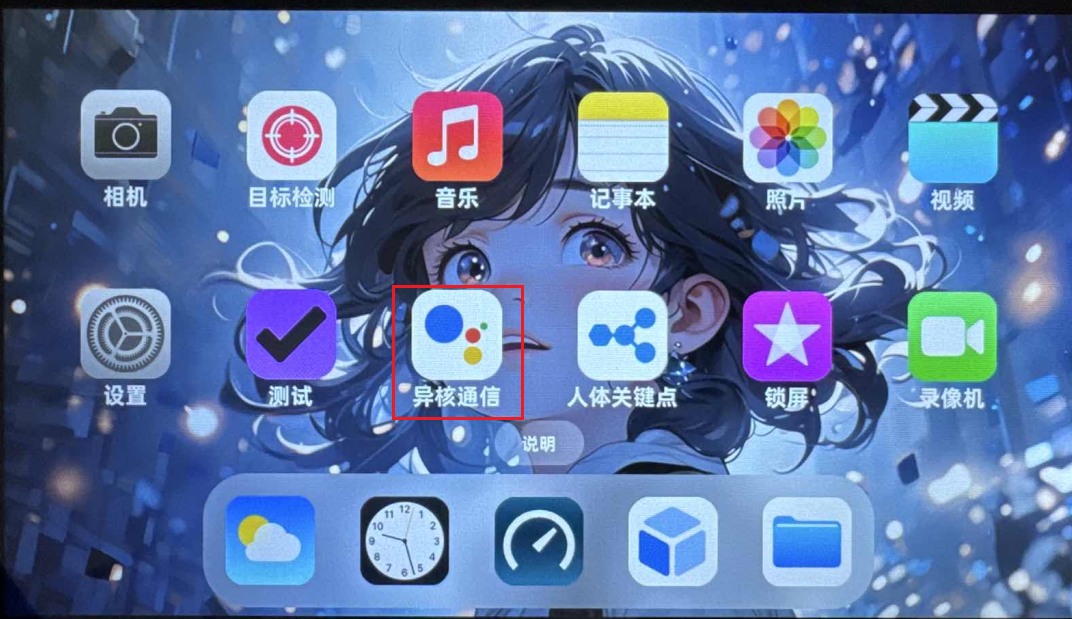 相机
目标检测
音乐
记事本
照片
视频
设置
测试
异核通信
人体关键点
锁屏
录像机
说明
11 12 1
10 2
9 3
8 4
7 6 5